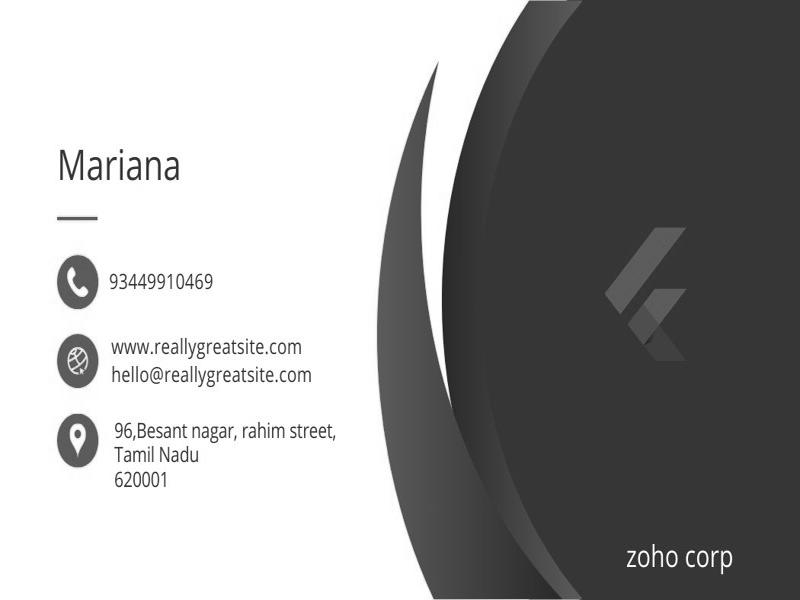 Mariana
93449910469
www.reallygreatsite.com
hello@reallygreatsite.com
96,Besant nagar, rahim street,
Tamil Nadu
620001
zoho corp